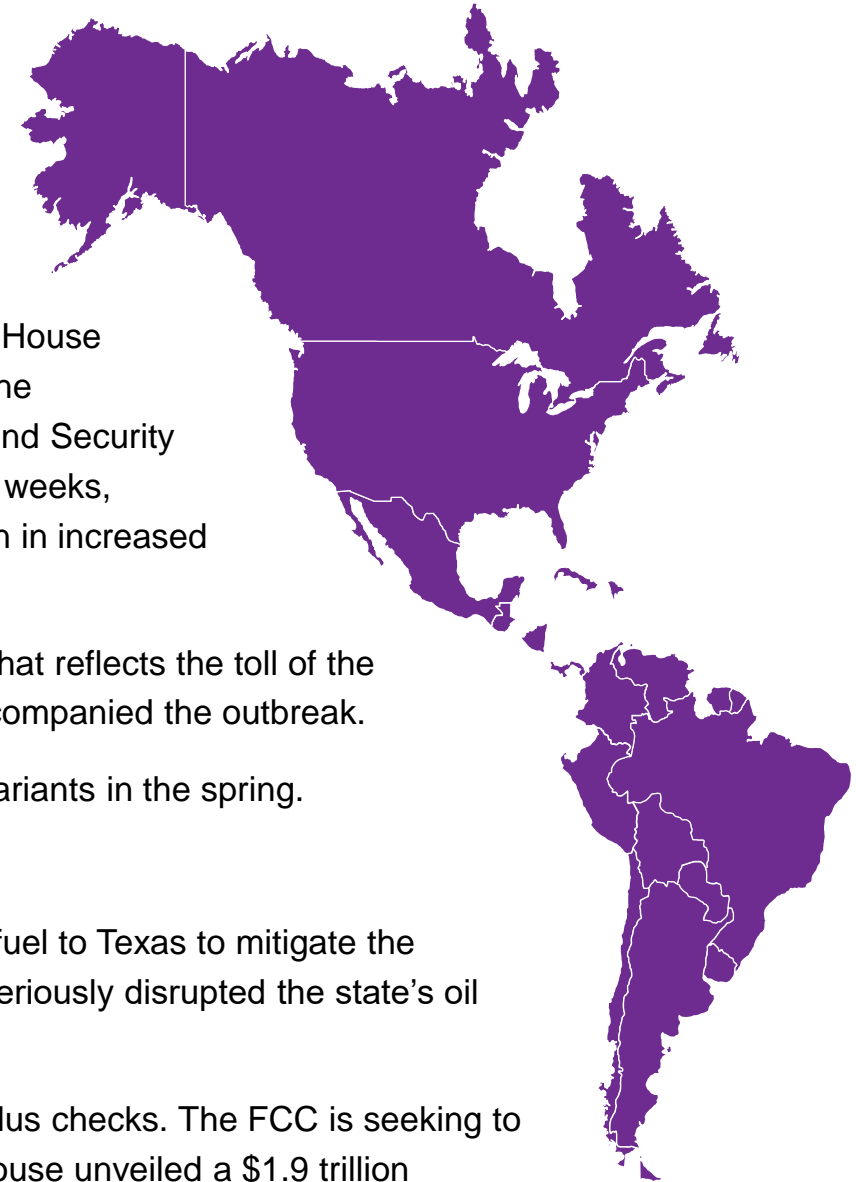 House
nd Security
weeks,
in increased
hat reflects the toll of the
companied the outbreak.
ariants in the spring.
fuel to Texas to mitigate the
eriously disrupted the state's oil
lus checks. The FCC is seeking to
ouse unveiled a $1.9 trillion